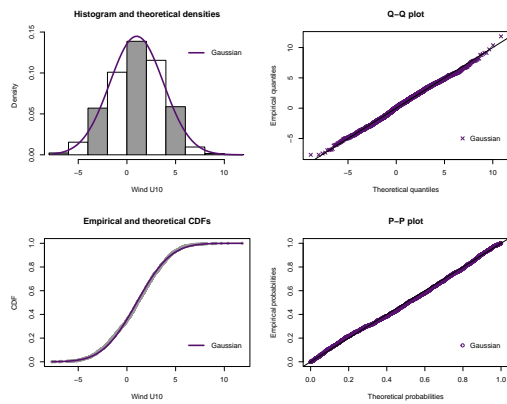 Histogram and theoretical densities
Density
0.00
0.05
0.10
0.15
Gaussian
−5
0
5
10
Wind U10
Q−Q plot
Empirical quantiles
−5
0
5
10
Gaussian
−5
0
5
10
Theoretical quantiles
Empirical and theoretical CDFs
CDF
0.0
0.2
0.4
0.6
0.8
1.0
Gaussian
−5
0
5
10
Wind U10
P−P plot
Empirical probabilities
0.0
0.2
0.4
0.6
0.8
1.0
Gaussian
0.0
0.2
0.4
0.6
0.8
1.0
Theoretical probabilities